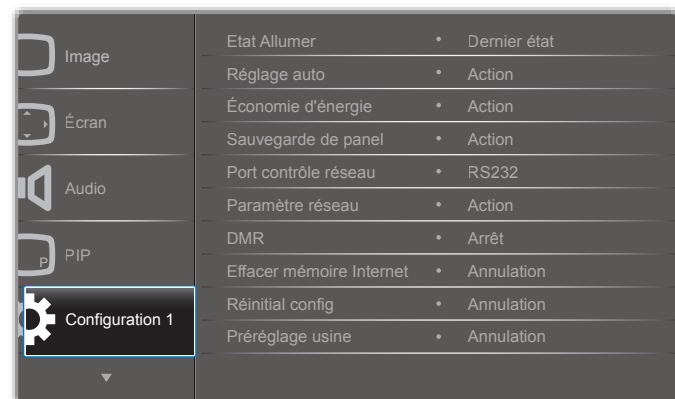 Image
Écran
Audio
P
PIP
Configuration 1
Etat Allumer • Dernier état
Réglage auto • Action
Économie d'énergie • Action
Sauvegarde de panel • Action
Port contrôle réseau • RS232
Paramètre réseau • Action
DMR • Arrêt
Effacer mémoire Internet • Annulation
Réinitial config • Annulation
Préréglage usine • Annulation